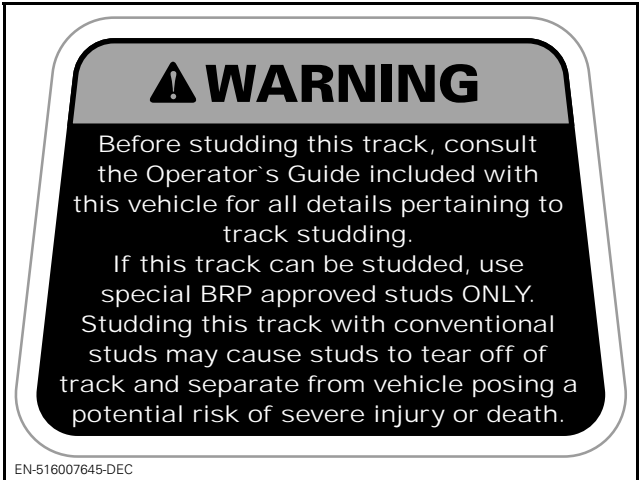 WARNING
Before studding this track, consult
the Operator`s Guide included with
this vehicle for all details pertaining to
track studding.
If this track can be studded, use
special BRP approved studs ONLY.
Studding this track with conventional
studs may cause studs to tear off of
track and separate from vehicle posing a
potential risk of severe injury or death.
EN-516007645-DEC